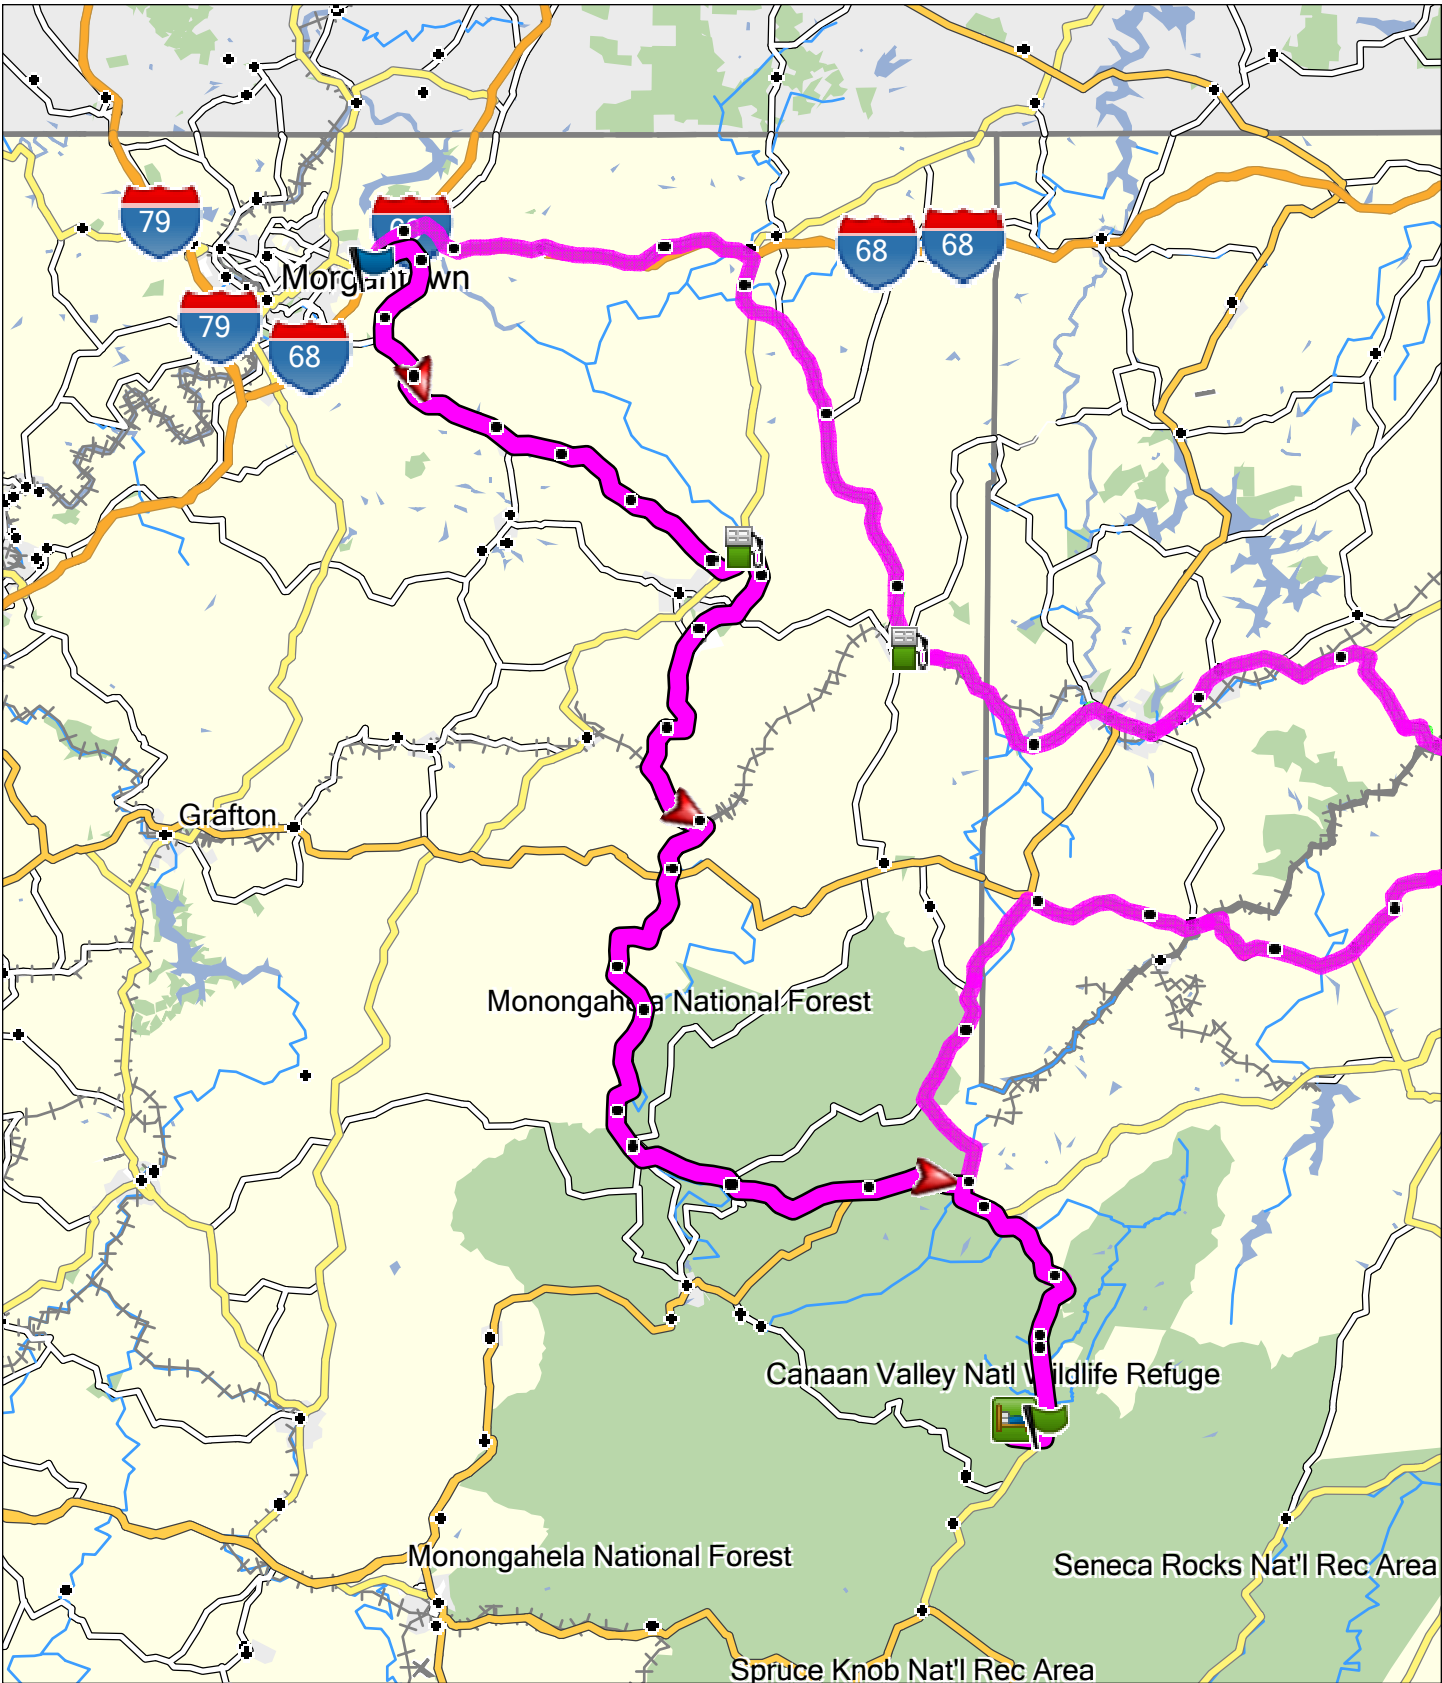 79
68
68
Morgantown
79
68
Grafton
Monongahela National Forest
Canaan Valley Natl Wildlife Refuge
Monongahela National Forest
Seneca Rocks Nat'l Rec Area
Spruce Knob Nat'l Rec Area